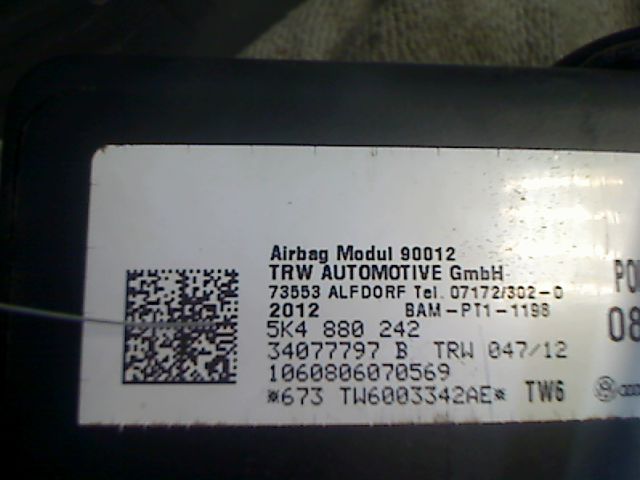 Airbag Modul 90012
TRW AUTOMOTIVE GmbH
73553 ALFDORF Tel. 07172/302-0
2012 BAM-PT1-1198
5K4 880 242
34077797 B TRW 047/12
1060806070569
*673 TW6003342AE* TW6
08